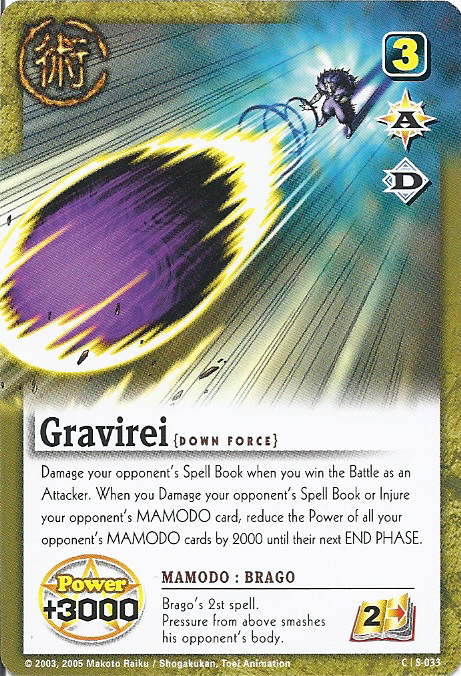 術
3
A
D
Gravirei {DOWN FORCE}
Damage your opponent's Spell Book when you win the Battle as an
Attacker. When you Damage your opponent's Spell Book or Injure
your opponent's MAMODO card, reduce the Power of all your
opponent's MAMODO cards by 2000 until their next END PHASE.
Power
+3000
MAMODO : BRAGO
Brago's 2st spell.
Pressure from above smashes
his opponent's body.
2
© 2003, 2005 Makoto Raiku / Shogakukan, Toei Animation
C | S-033